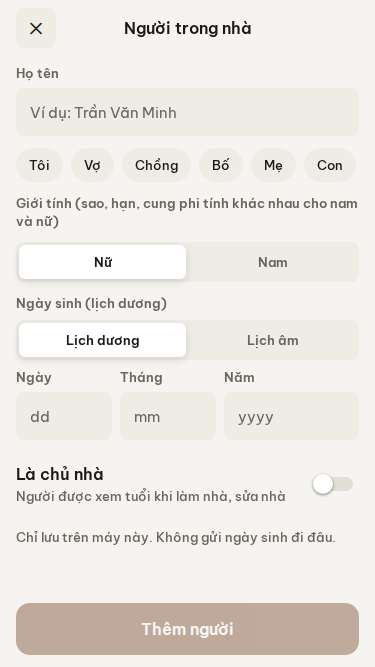 Người trong nhà
Họ tên
Ví dụ: Trần Văn Minh
Tôi Vợ Chồng Bố Mẹ Con
Giới tính (sao, hạn, cung phi tính khác nhau cho nam
và nữ)
Nữ Nam
Ngày sinh (lịch dương)
Lịch dương Lịch âm
Ngày Tháng Năm
dd mm yyyy
Là chủ nhà
Người được xem tuổi khi làm nhà, sửa nhà
Chỉ lưu trên máy này. Không gửi ngày sinh đi đâu.
Thêm người